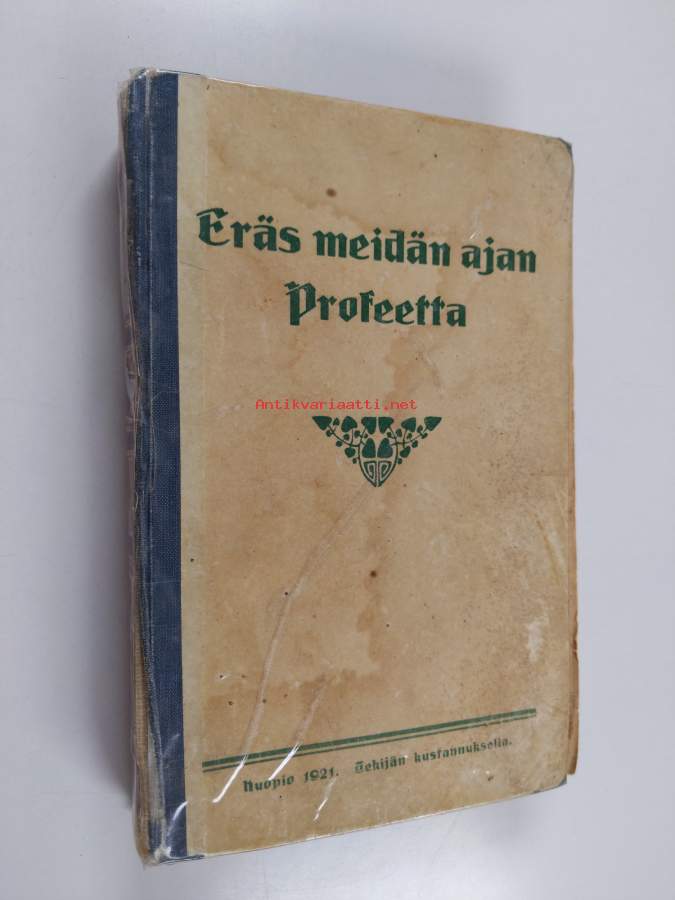 Eräs meidän ajan
Profeetta
Antikvariaatti.net
Kuopio 1921. Tekijän kustannuksella.